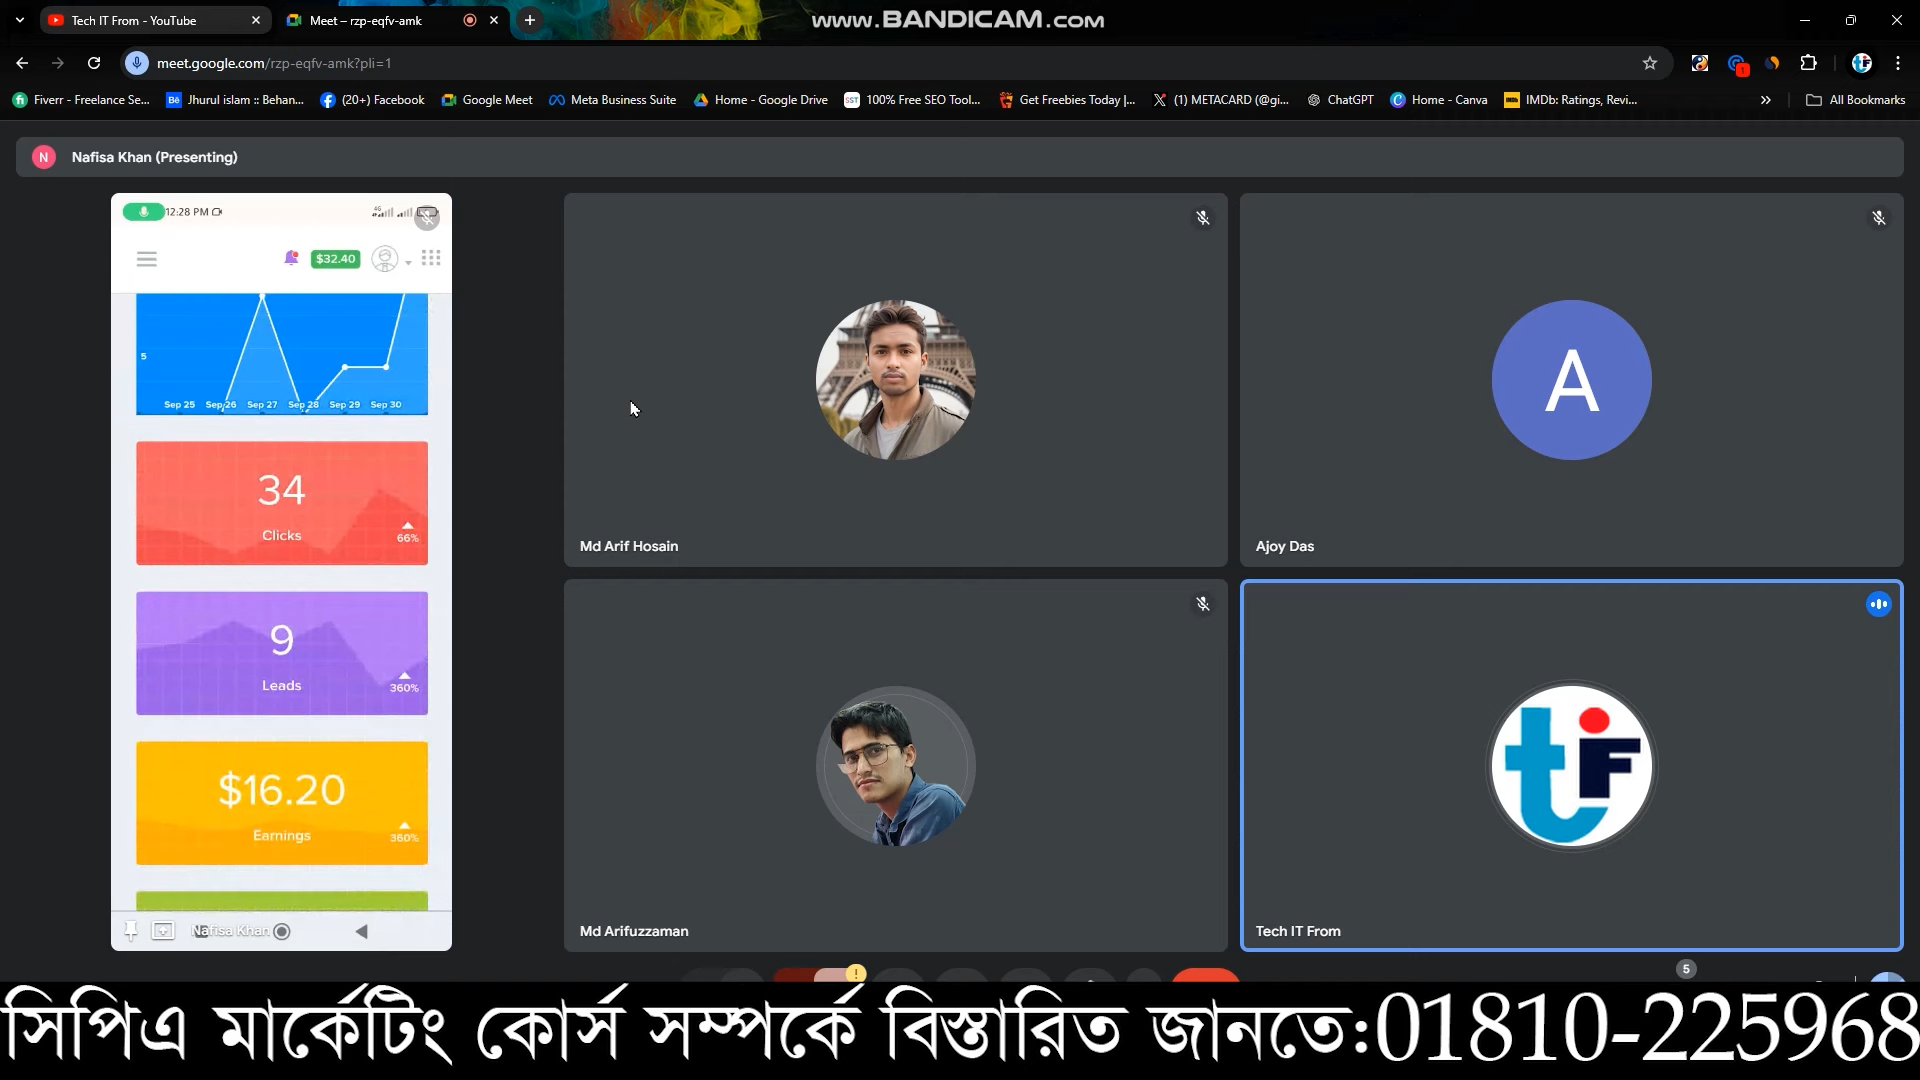 Tech IT From - YouTube
Meet – rzp-eqfv-amk
www.BANDICAM.com
meet.google.com/rzp-eqfv-amk?pli=1
1
Fiverr - Freelance Se...
Jhurul islam :: Behan...
(20+) Facebook
Google Meet
Meta Business Suite
Home - Google Drive
100% Free SEO Tool...
Get Freebies Today |...
(1) METACARD (@gi...
ChatGPT
Home - Canva
IMDb: Ratings, Revi...
All Bookmarks
N
Nafisa Khan (Presenting)
12:28 PM
4G
$32.40
5
Sep 25 Sep 26 Sep 27 Sep 28 Sep 29 Sep 30
34
Clicks
66%
9
Leads
360%
$16.20
Earnings
360%
Nafisa Khan
Md Arif Hosain
A
Ajoy Das
Md Arifuzzaman
tiF
Tech IT From
5
সিপিএ মার্কেটিং কোর্স সম্পর্কে বিস্তারিত জানতে:01810-225968